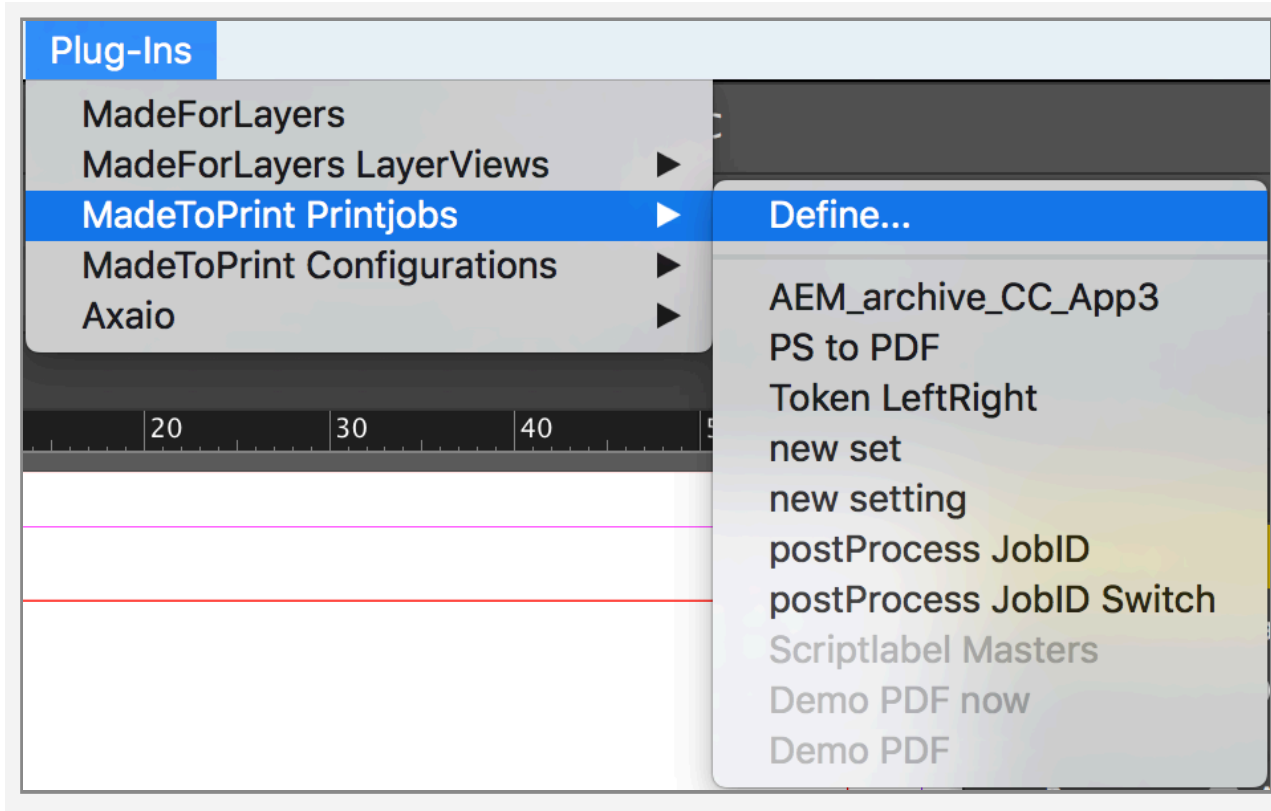 Plug-Ins
MadeForLayers
MadeForLayers LayerViews
MadeToPrint Printjobs
MadeToPrint Configurations
Axaio
Define...
AEM_archive_CC_App3
PS to PDF
Token LeftRight
new set
new setting
postProcess JobID
postProcess JobID Switch
Scriptlabel Masters
Demo PDF now
Demo PDF
20 30 40